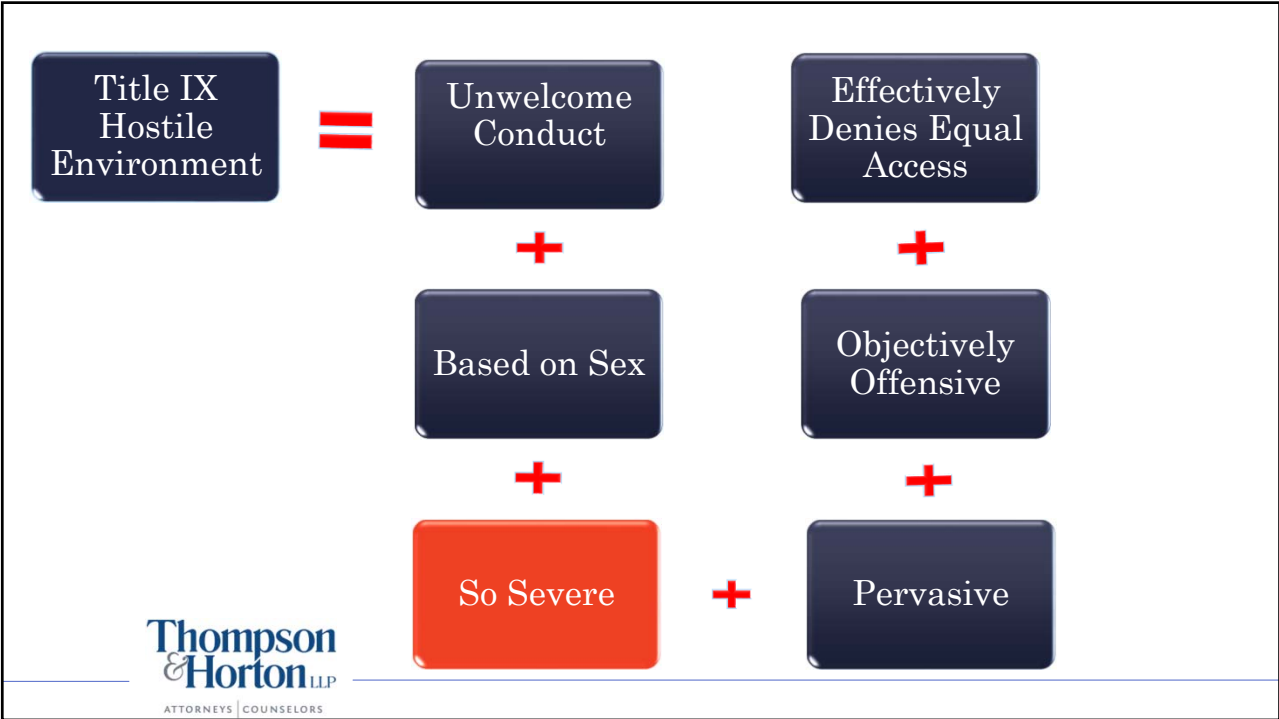 Title IX
Hostile
Environment
=
Unwelcome
Conduct
+
Based on Sex
+
So Severe
+
Pervasive
+
Objectively
Offensive
+
Effectively
Denies Equal
Access
Thompson
&Horton LLP
ATTORNEYS | COUNSELORS